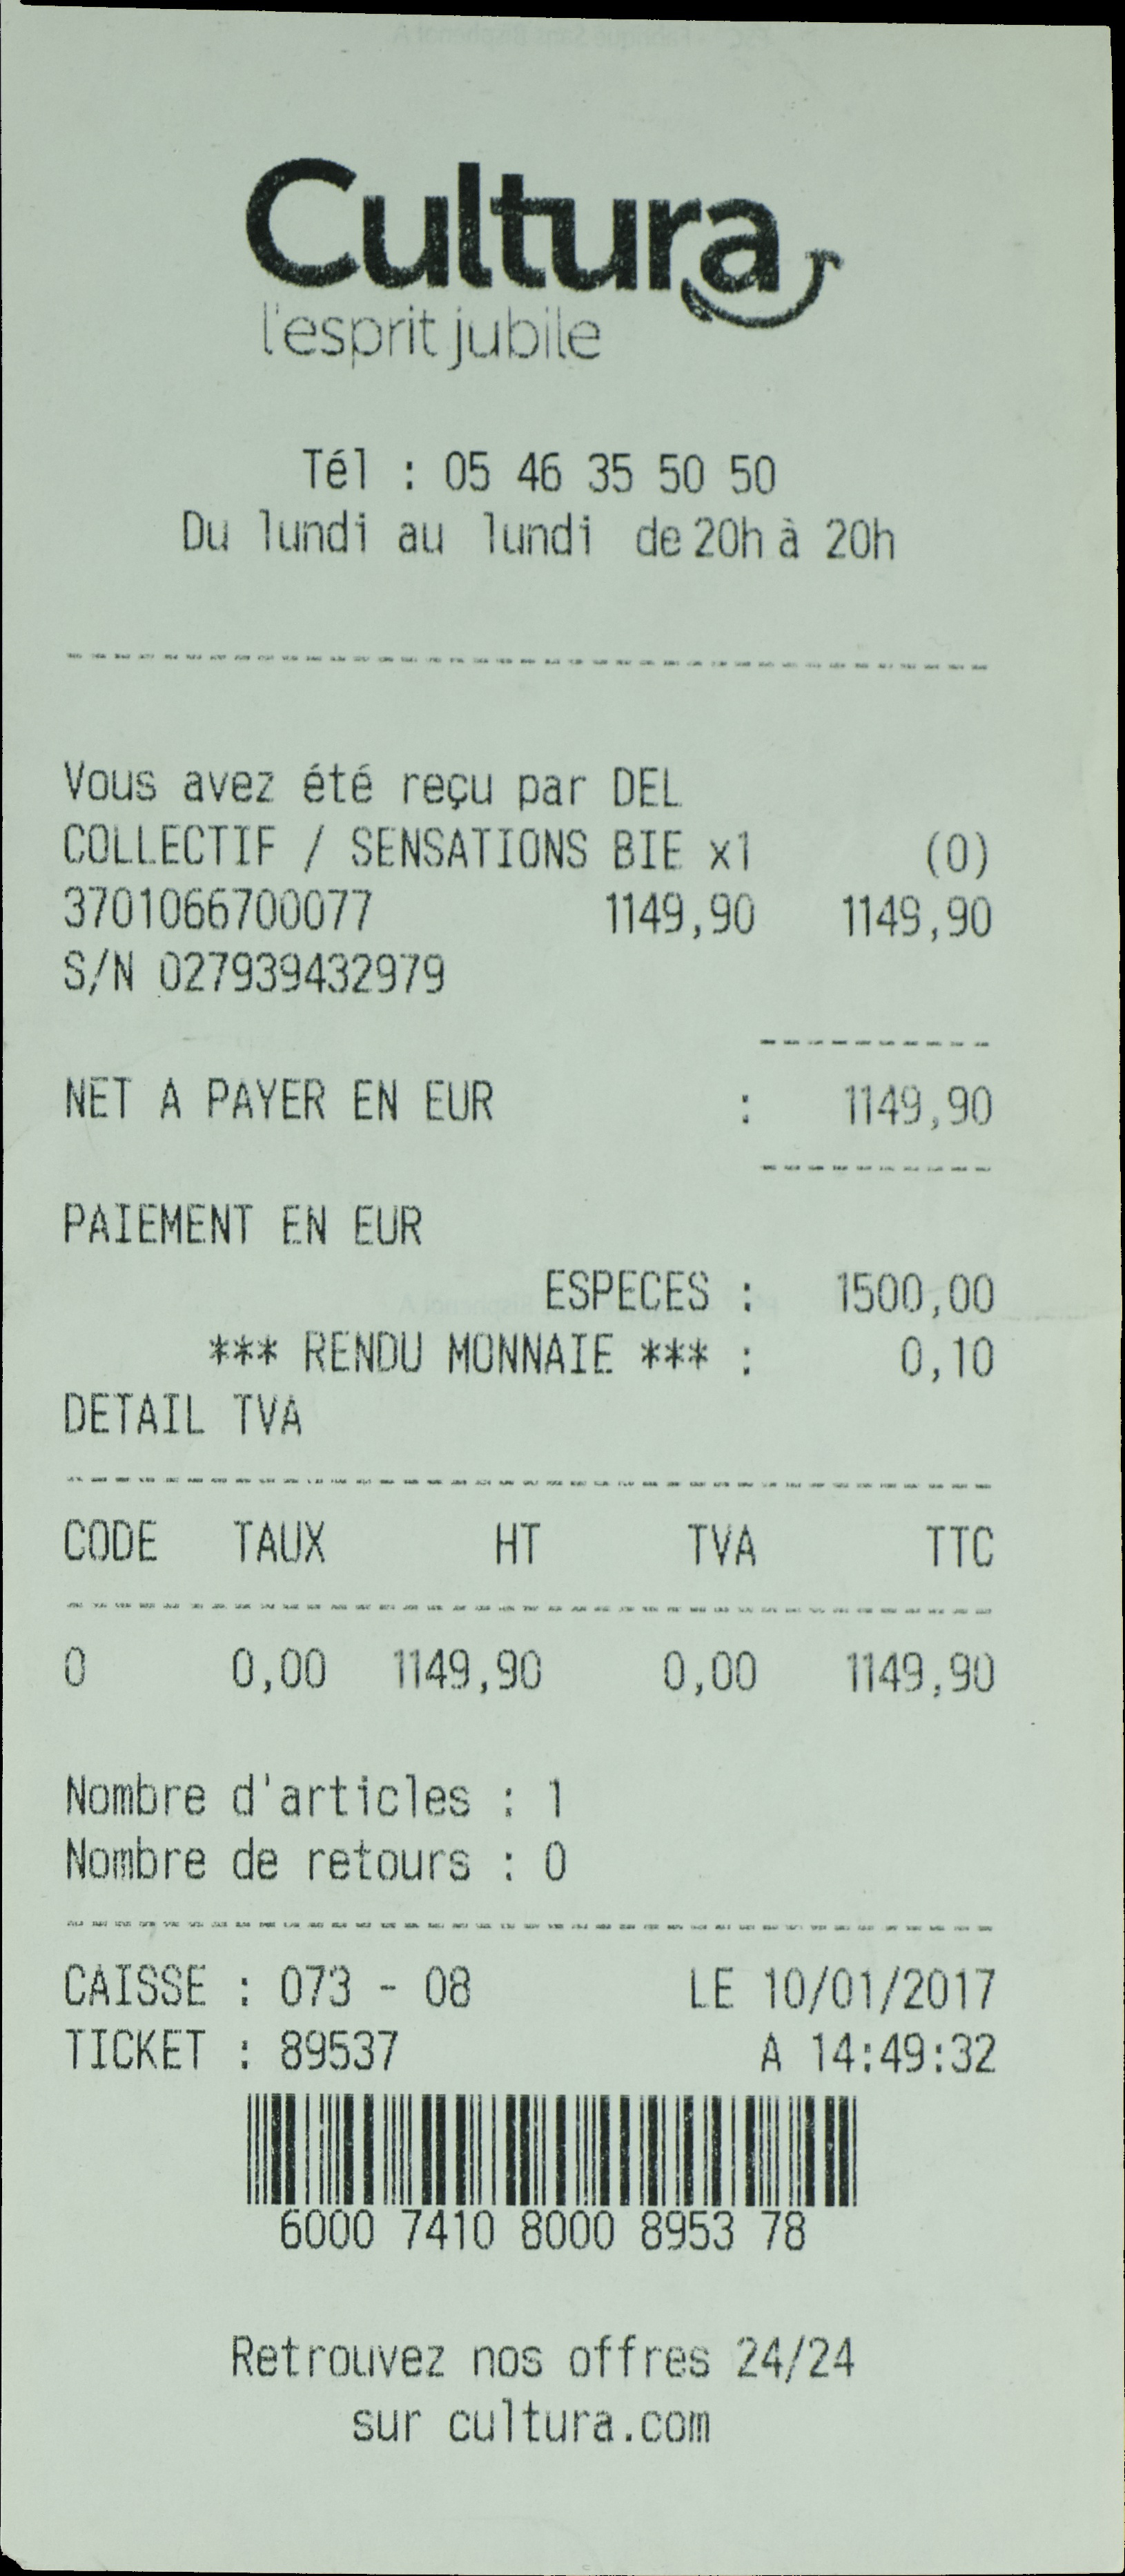 Cultura
l'esprit jubile
Tél : 05 46 35 50 50
Du lundi au lundi de 20h à 20h
Vous avez été reçu par DEL
COLLECTIF / SENSATIONS BIE x1 (0)
3701066700077 1149,90 1149,90
S/N 027939432979
NET A PAYER EN EUR : 1149,90
PAIEMENT EN EUR
ESPECES : 1500,00
*** RENDU MONNAIE *** : 0,10
DETAIL TVA
CODE TAUX HT TVA TTC
0 0,00 1149,90 0,00 1149,90
Nombre d'articles : 1
Nombre de retours : 0
CAISSE : 073 - 08 LE 10/01/2017
TICKET : 89537 A 14:49:32
6000 7410 8000 8953 78
Retrouvez nos offres 24/24
sur cultura.com